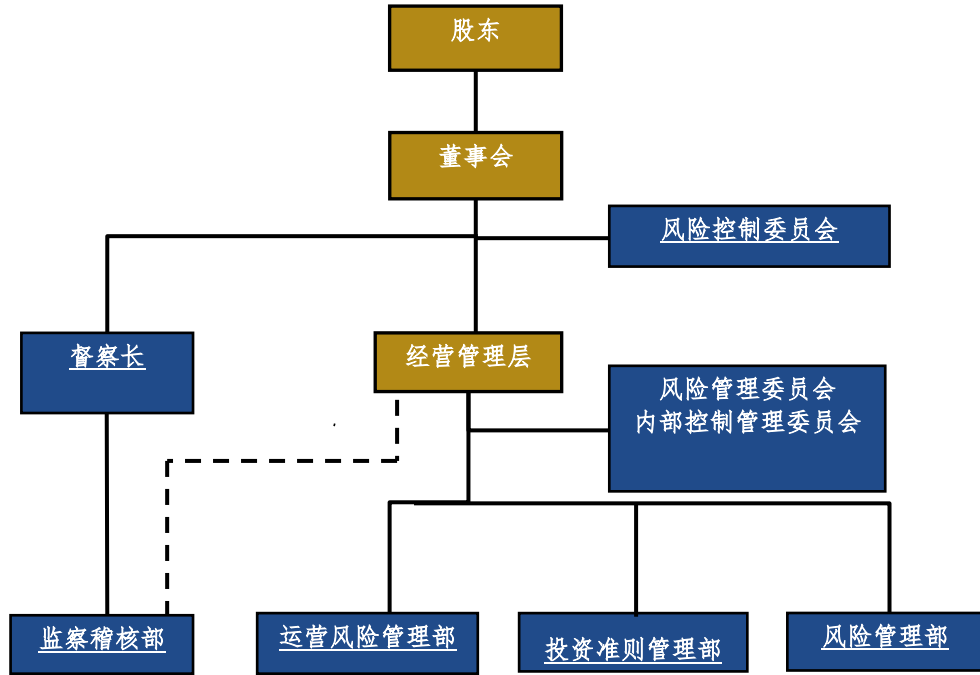 股东
董事会
风险控制委员会
督察长
经营管理层
风险管理委员会
内部控制管理委员会
监察稽核部
运营风险管理部
投资准则管理部
风险管理部